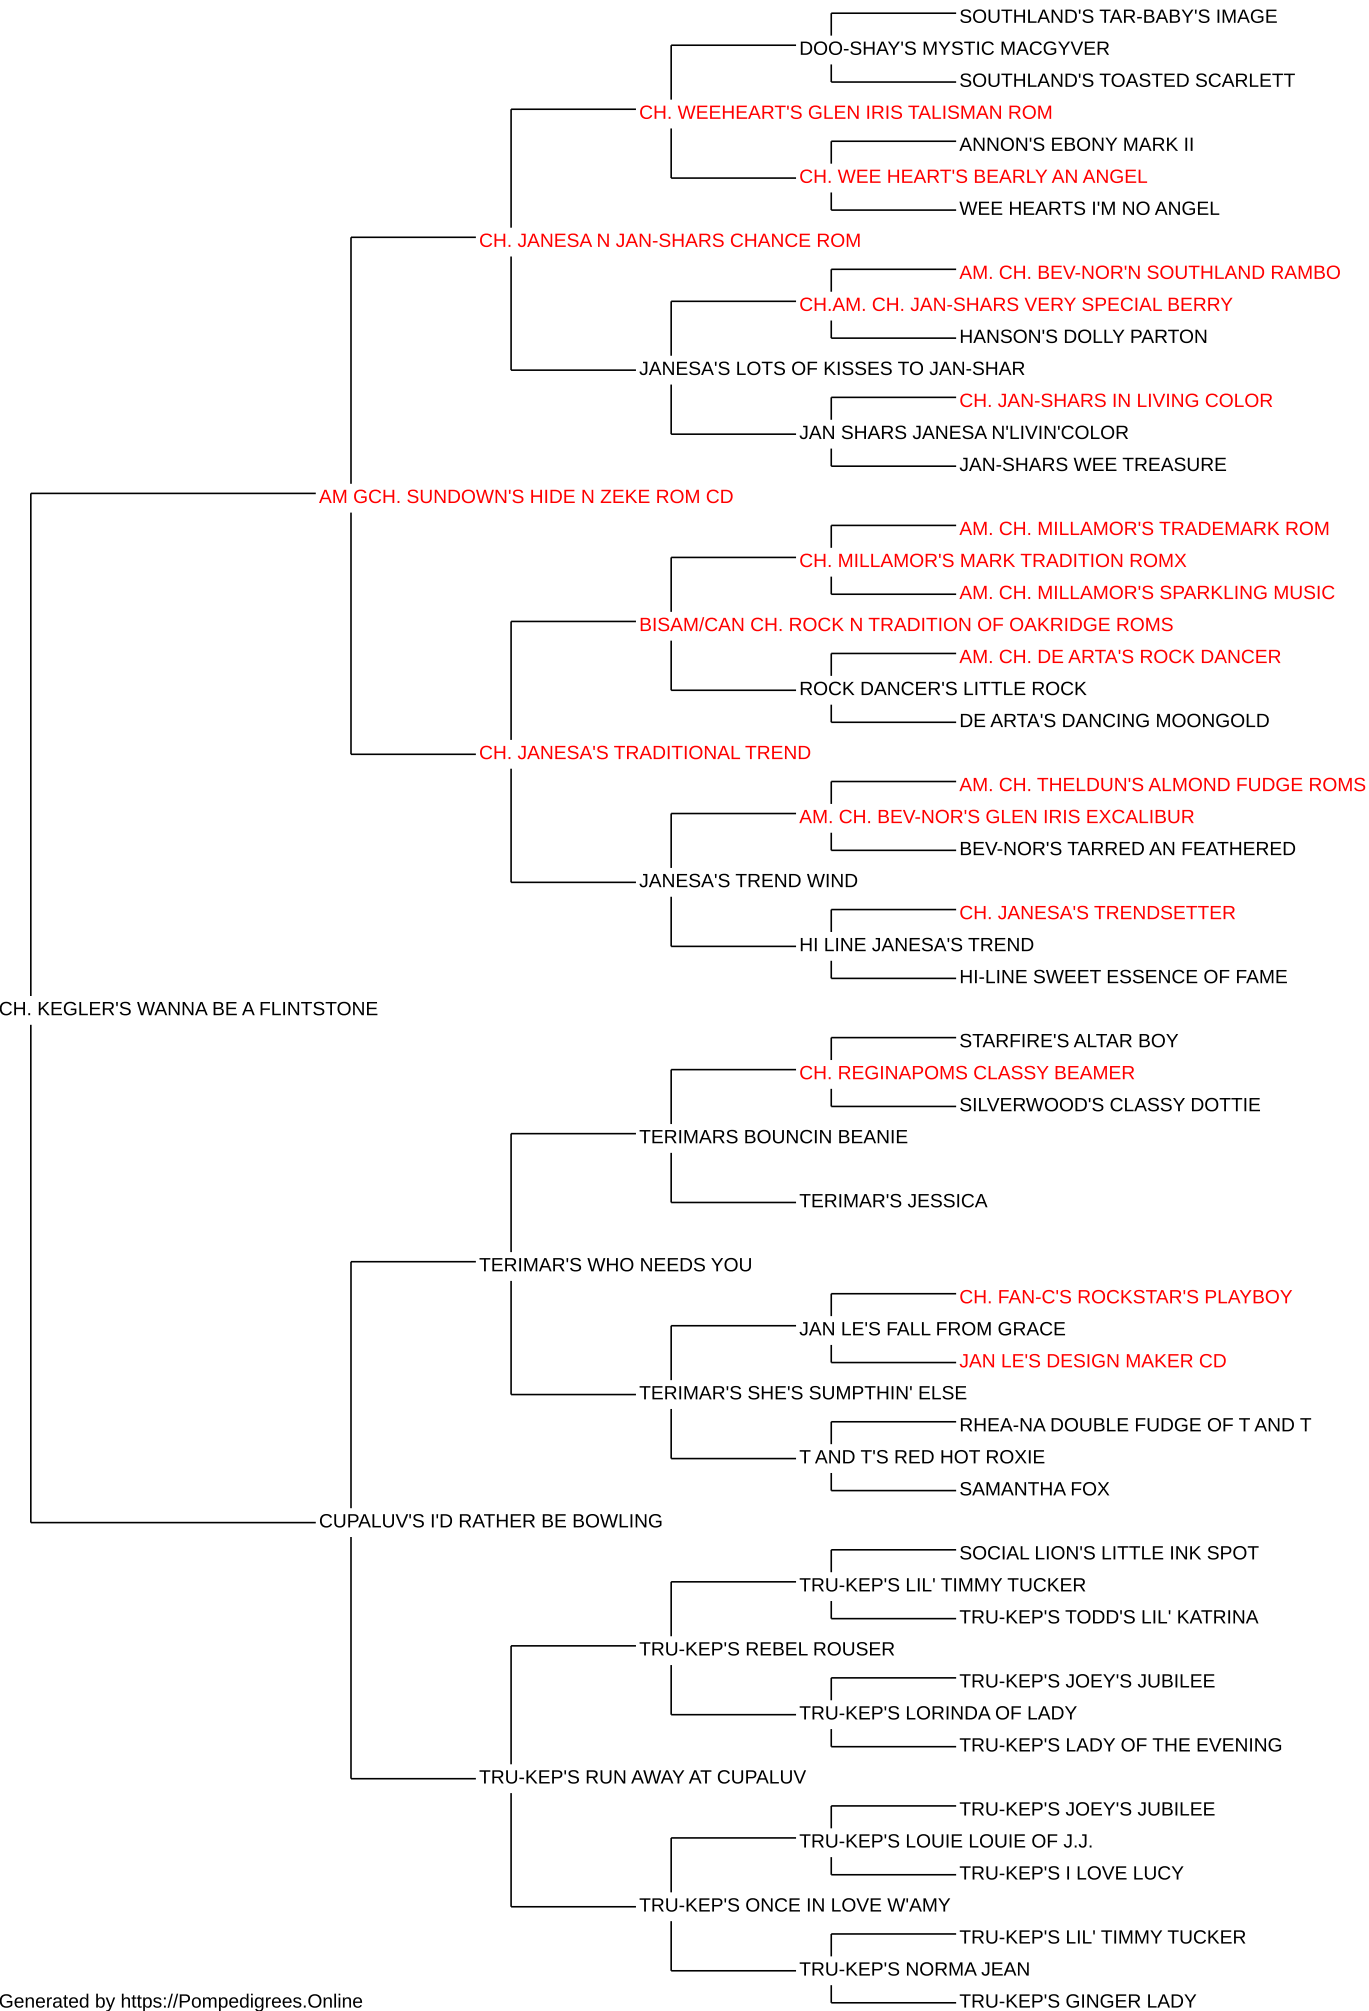 SOUTHLAND'S TAR-BABY'S IMAGE
DOO-SHAY'S MYSTIC MACGYVER
SOUTHLAND'S TOASTED SCARLETT
CH. WEEHEART'S GLEN IRIS TALISMAN ROM
ANNON'S EBONY MARK II
CH. WEE HEART'S BEARLY AN ANGEL
WEE HEARTS I'M NO ANGEL
CH. JANESA N JAN-SHARS CHANCE ROM
AM. CH. BEV-NOR'N SOUTHLAND RAMBO
CH.AM. CH. JAN-SHARS VERY SPECIAL BERRY
HANSON'S DOLLY PARTON
JANESA'S LOTS OF KISSES TO JAN-SHAR
CH. JAN-SHARS IN LIVING COLOR
JAN SHARS JANESA N'LIVIN'COLOR
JAN-SHARS WEE TREASURE
AM GCH. SUNDOWN'S HIDE N ZEKE ROM CD
AM. CH. MILLAMOR'S TRADEMARK ROM
CH. MILLAMOR'S MARK TRADITION ROMX
AM. CH. MILLAMOR'S SPARKLING MUSIC
BISAM/CAN CH. ROCK N TRADITION OF OAKRIDGE ROMS
AM. CH. DE ARTA'S ROCK DANCER
ROCK DANCER'S LITTLE ROCK
DE ARTA'S DANCING MOONGOLD
CH. JANESA'S TRADITIONAL TREND
AM. CH. THELDUN'S ALMOND FUDGE ROMS
AM. CH. BEV-NOR'S GLEN IRIS EXCALIBUR
BEV-NOR'S TARRED AN FEATHERED
JANESA'S TREND WIND
CH. JANESA'S TRENDSETTER
HI LINE JANESA'S TREND
HI-LINE SWEET ESSENCE OF FAME
CH. KEGLER'S WANNA BE A FLINTSTONE
STARFIRE'S ALTAR BOY
CH. REGINAPOMS CLASSY BEAMER
SILVERWOOD'S CLASSY DOTTIE
TERIMARS BOUNCIN BEANIE
TERIMAR'S JESSICA
TERIMAR'S WHO NEEDS YOU
CH. FAN-C'S ROCKSTAR'S PLAYBOY
JAN LE'S FALL FROM GRACE
JAN LE'S DESIGN MAKER CD
TERIMAR'S SHE'S SUMPTHIN' ELSE
RHEA-NA DOUBLE FUDGE OF T AND T
T AND T'S RED HOT ROXIE
SAMANTHA FOX
CUPALUV'S I'D RATHER BE BOWLING
SOCIAL LION'S LITTLE INK SPOT
TRU-KEP'S LIL' TIMMY TUCKER
TRU-KEP'S TODD'S LIL' KATRINA
TRU-KEP'S REBEL ROUSER
TRU-KEP'S JOEY'S JUBILEE
TRU-KEP'S LORINDA OF LADY
TRU-KEP'S LADY OF THE EVENING
TRU-KEP'S RUN AWAY AT CUPALUV
TRU-KEP'S JOEY'S JUBILEE
TRU-KEP'S LOUIE LOUIE OF J.J.
TRU-KEP'S I LOVE LUCY
TRU-KEP'S ONCE IN LOVE W'AMY
TRU-KEP'S LIL' TIMMY TUCKER
TRU-KEP'S NORMA JEAN
TRU-KEP'S GINGER LADY
Generated by https://Pompedigrees.Online